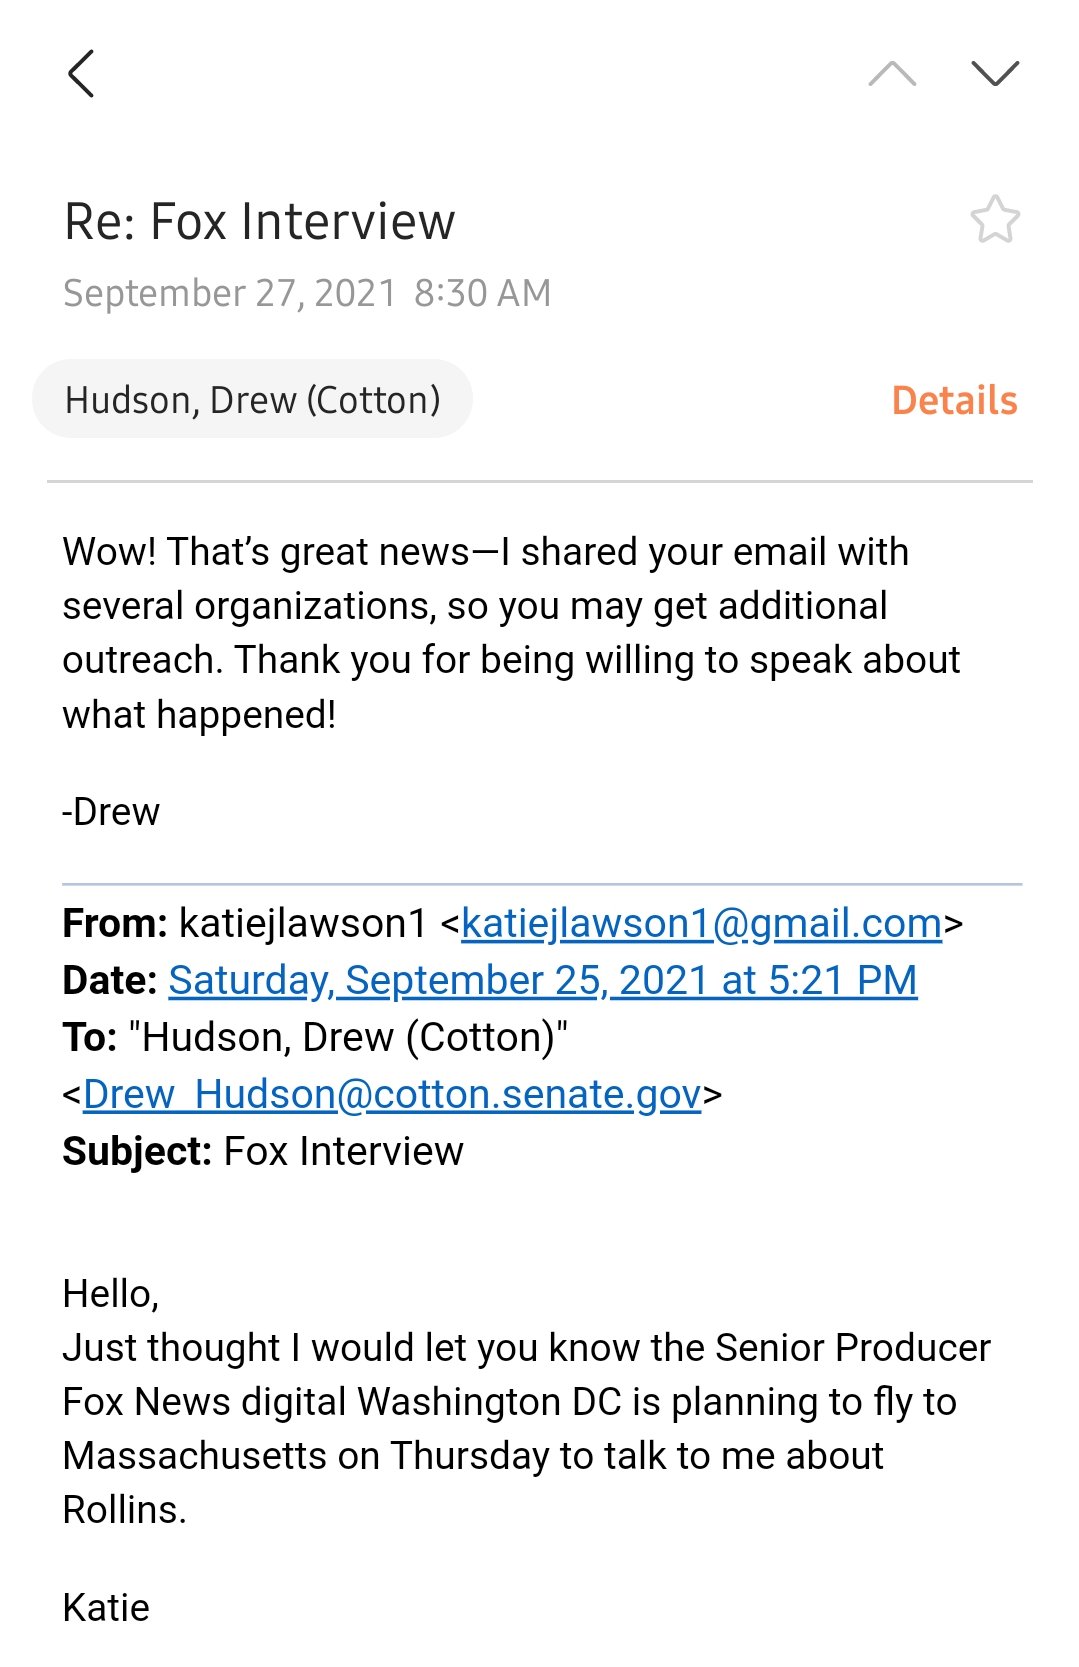 Re: Fox Interview
September 27, 2021 8:30 AM
Hudson, Drew (Cotton)
Details
Wow! That’s great news—I shared your email with
several organizations, so you may get additional
outreach. Thank you for being willing to speak about
what happened!
-Drew
From: katiejlawson1 <katiejlawson1@gmail.com>
Date: Saturday, September 25, 2021 at 5:21 PM
To: "Hudson, Drew (Cotton)"
<Drew_Hudson@cotton.senate.gov>
Subject: Fox Interview
Hello,
Just thought I would let you know the Senior Producer
Fox News digital Washington DC is planning to fly to
Massachusetts on Thursday to talk to me about
Rollins.
Katie